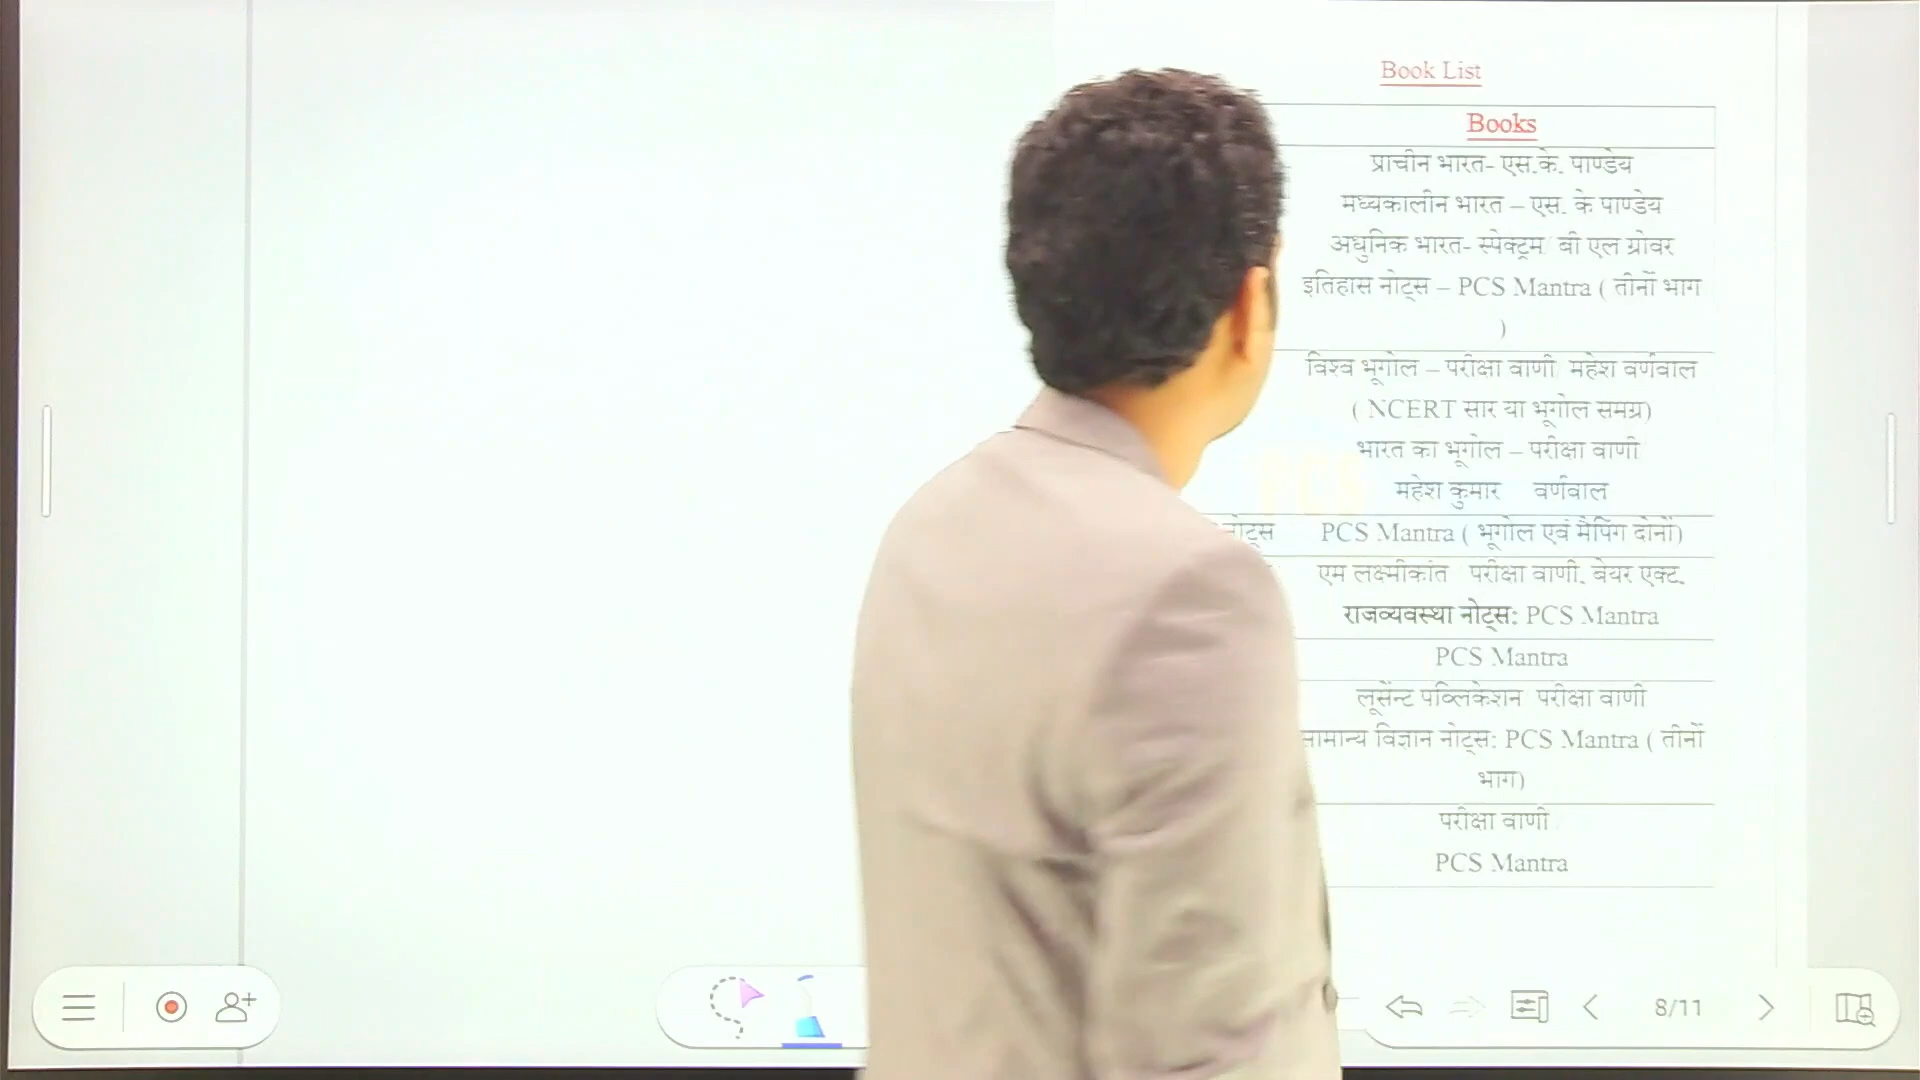 Book List
Books
प्राचीन भारत- एस.के. पाण्डेय
मध्यकालीन भारत – एस. के पाण्डेय
अधुनिक भारत- स्पेक्ट्रम/ बी एल ग्रोवर
इतिहास नोट्स – PCS Mantra ( तीनों भाग
)
विश्व भूगोल – परीक्षा वाणी/ महेश वर्णवाल
( NCERT सार या भूगोल समग्र)
भारत का भूगोल – परीक्षा वाणी/
महेश कुमार वर्णवाल
नोट्स PCS Mantra ( भूगोल एवं मैपिंग दोनों)
एम लक्ष्मीकांत परीक्षा वाणी. बेयर एक्ट.
राजव्यवस्था नोट्स: PCS Mantra
PCS Mantra
लूसेंन्ट पब्लिकेशन/ परीक्षा वाणी
सामान्य विज्ञान नोट्स: PCS Mantra ( तीनों
भाग)
परीक्षा वाणी/
PCS Mantra
8/11